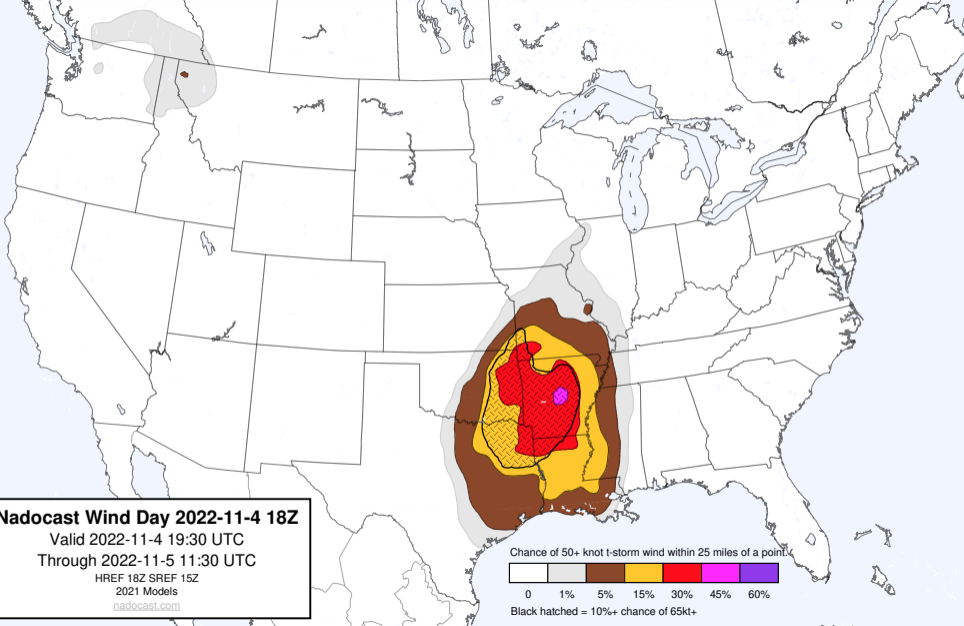 Nadocast Wind Day 2022-11-4 18Z
Valid 2022-11-4 19:30 UTC
Through 2022-11-5 11:30 UTC
HREF 18Z SREF 15Z
2021 Models
nadocast.com
Chance of 50+ knot t-storm wind within 25 miles of a point.
0 1% 5% 15% 30% 45% 60%
Black hatched = 10%+ chance of 65kt+